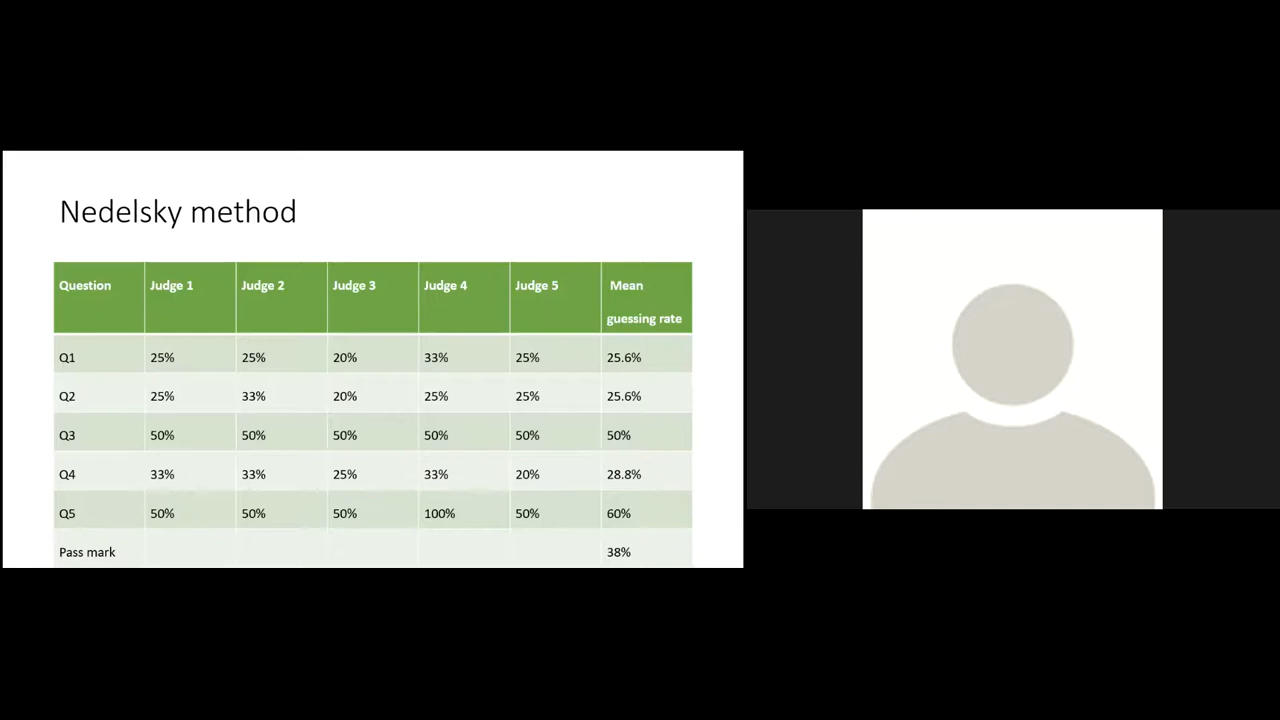 Nedelsky method
Question Judge 1 Judge 2 Judge 3 Judge 4 Judge 5 Mean
guessing rate
Q1 25% 25% 20% 33% 25% 25.6%
Q2 25% 33% 20% 25% 25% 25.6%
Q3 50% 50% 50% 50% 50% 50%
Q4 33% 33% 25% 33% 20% 28.8%
Q5 50% 50% 50% 100% 50% 60%
Pass mark 38%